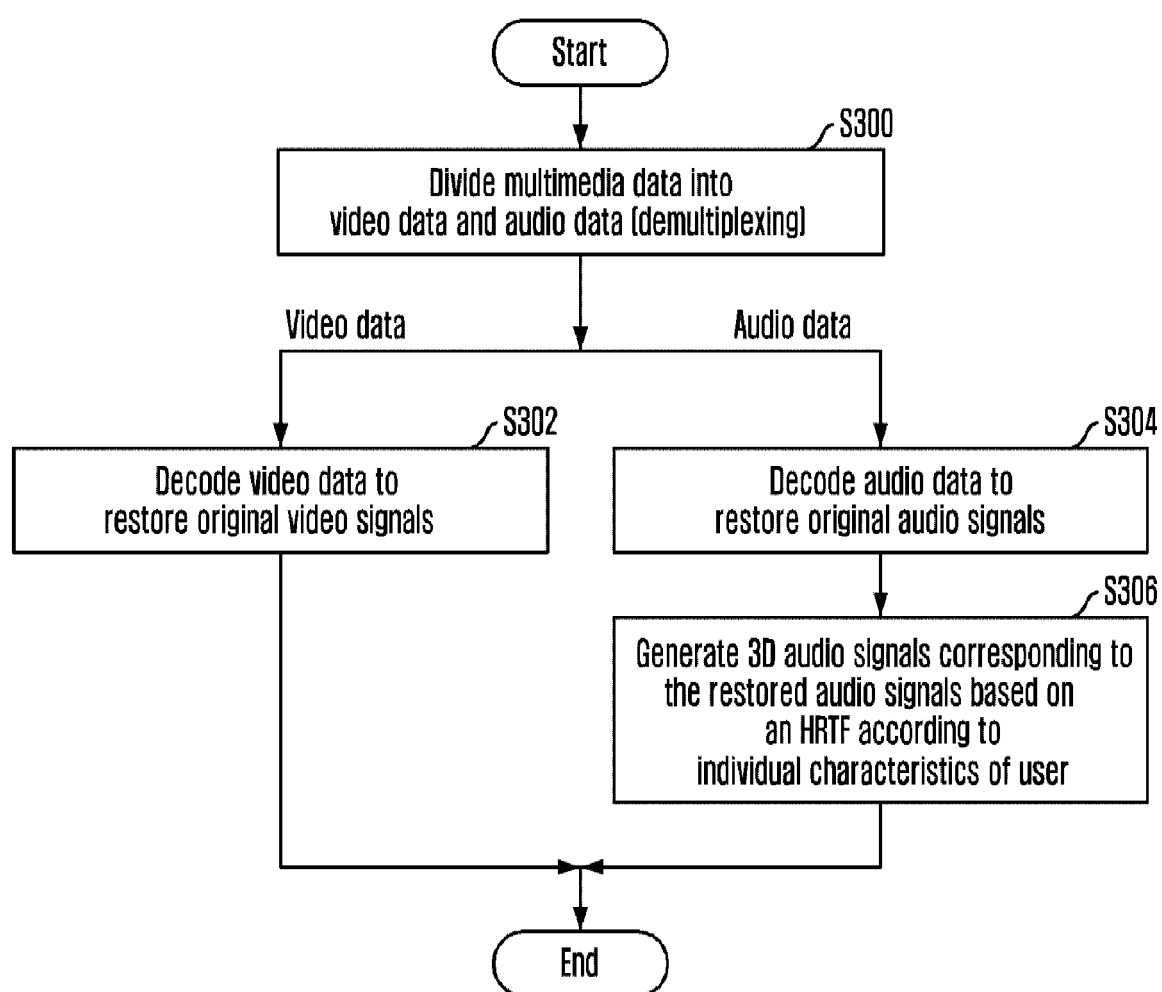 Start
S300
Divide multimedia data into
video data and audio data (demultiplexing)
Video data
Audio data
S302
Decode video data to
restore original video signals
S304
Decode audio data to
restore original audio signals
S306
Generate 3D audio signals corresponding to
the restored audio signals based on
an HRTF according to
individual characteristics of user
End